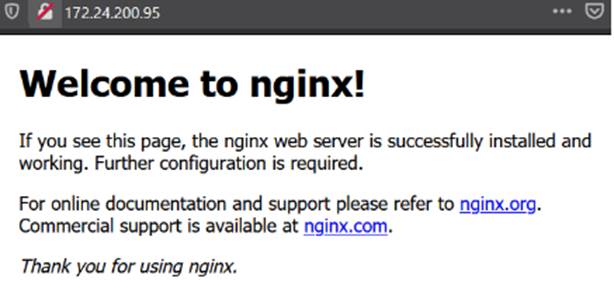 172.24.200.95
Welcome to nginx!
If you see this page, the nginx web server is successfully installed and
working. Further configuration is required.
For online documentation and support please refer to nginx.org.
Commercial support is available at nginx.com.
Thank you for using nginx.